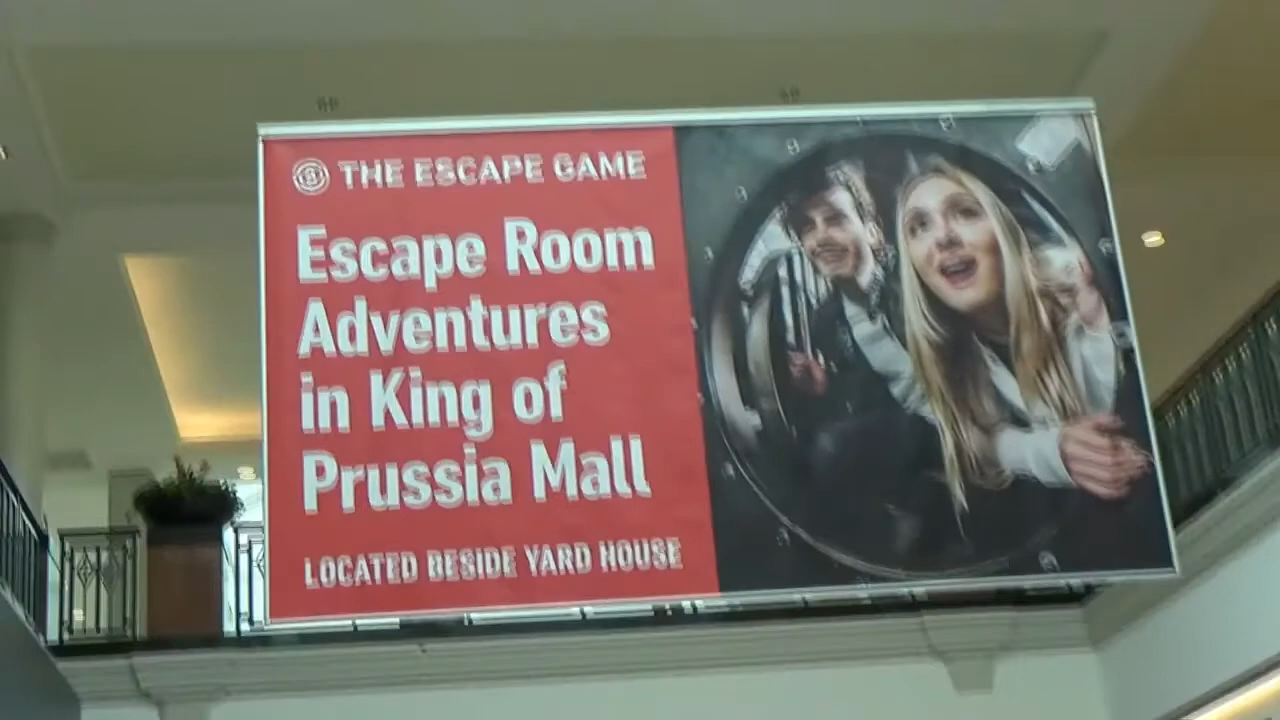 THE ESCAPE GAME
Escape Room
Adventures
in King of
Prussia Mall
LOCATED BESIDE YARD HOUSE